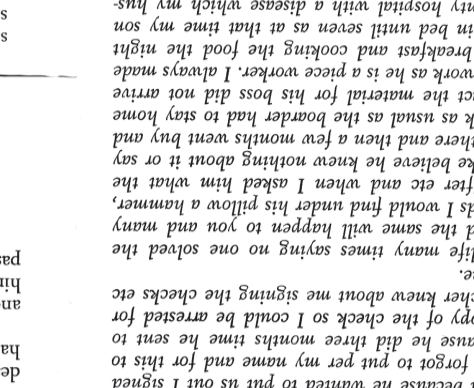 because he wanted to put us out I signed
forgot to put per my name and for this to
ause he did three months time he sent to
py of the check so I could be arrested for
her knew about me signing the checks etc
e.
life many times saying no one solved the
d the same will happen to you and many
ds I would find under his pillow a hammer,
fter etc and when I asked him what the
ke believe he knew nothing about it or say
there and then a few months went buy and
k as usual as the boarder had to stay home
ct the material for his boss did not arrive
work as he is a piece worker. I always made
breakfast and cooking the food the night
in bed until seven as at that time my son
nty hospital with a disease which my hus-
de
ha
an
hin
pas
s
s